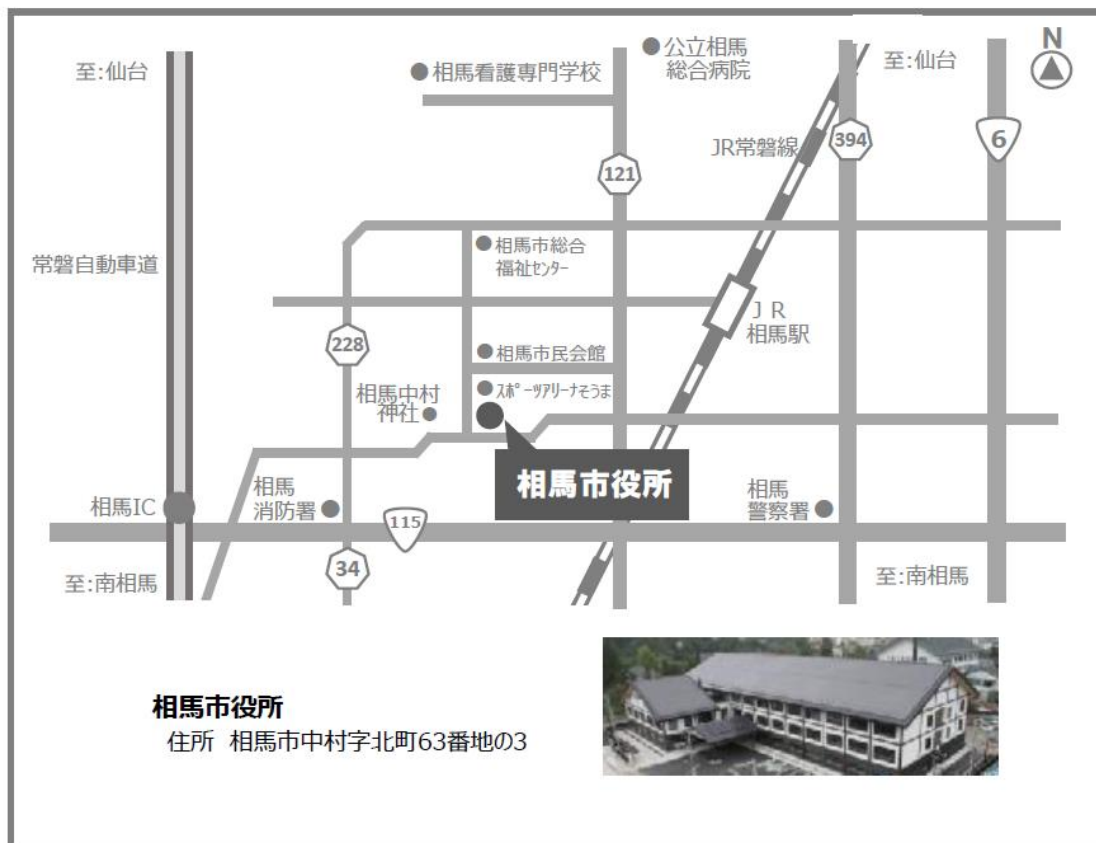 至:仙台
相馬看護専門学校
公立相馬
総合病院
至:仙台
N
JR常磐線
394
6
121
常磐自動車道
相馬市総合
福祉ｾﾝﾀｰ
228
JR
相馬駅
相馬市民会館
相馬中村
神社
ｽﾎﾟｰﾂｱﾘｰﾅそうま
相馬市役所
相馬IC
相馬
消防署
115
相馬
警察署
至:南相馬
34
至:南相馬
相馬市役所
住所 相馬市中村字北町63番地の3